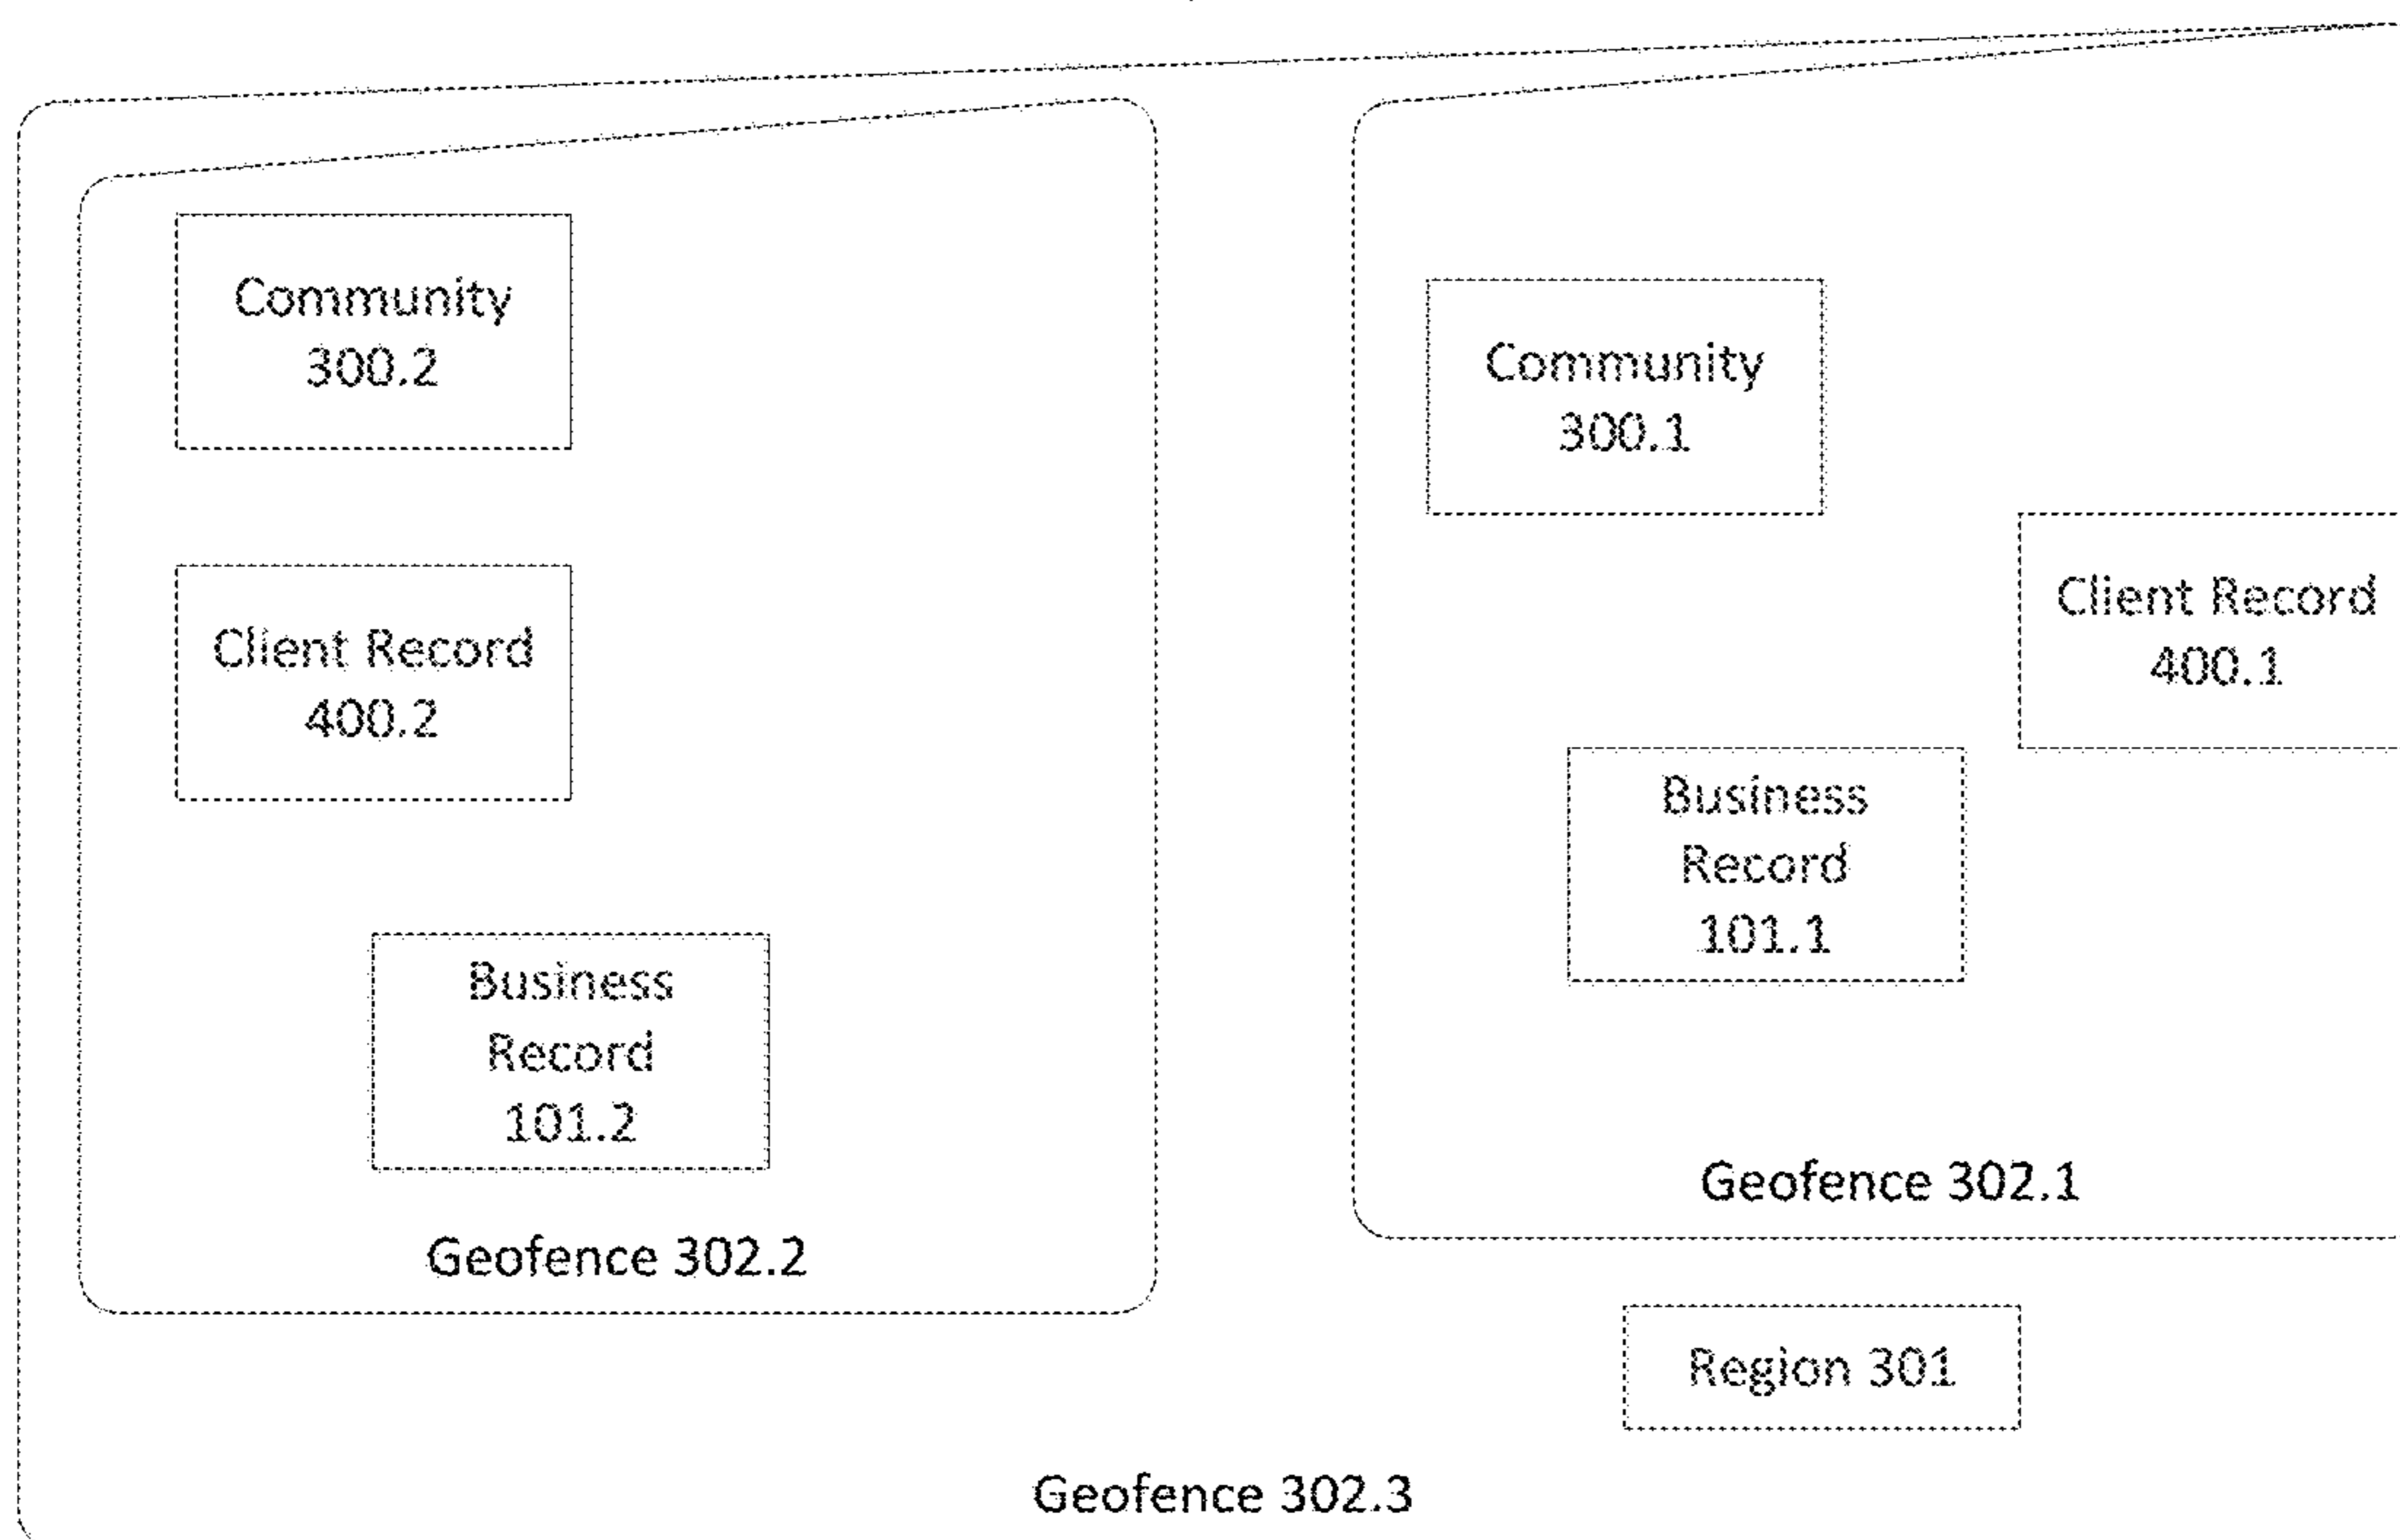 Community
300.2
Client Record
400.2
Business
Record
101.2
Geofence 302.2
Community
300.1
Client Record
400.1
Business
Record
101.1
Geofence 302.1
Region 301
Geofence 302.3